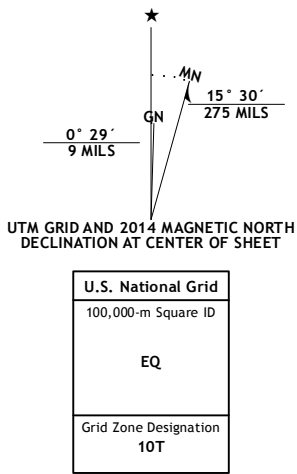 ★
MN
GN
15° 30´
275 MILS
0° 29´
9 MILS
UTM GRID AND 2014 MAGNETIC NORTH
DECLINATION AT CENTER OF SHEET
U.S. National Grid
100,000-m Square ID
EQ
Grid Zone Designation
10T